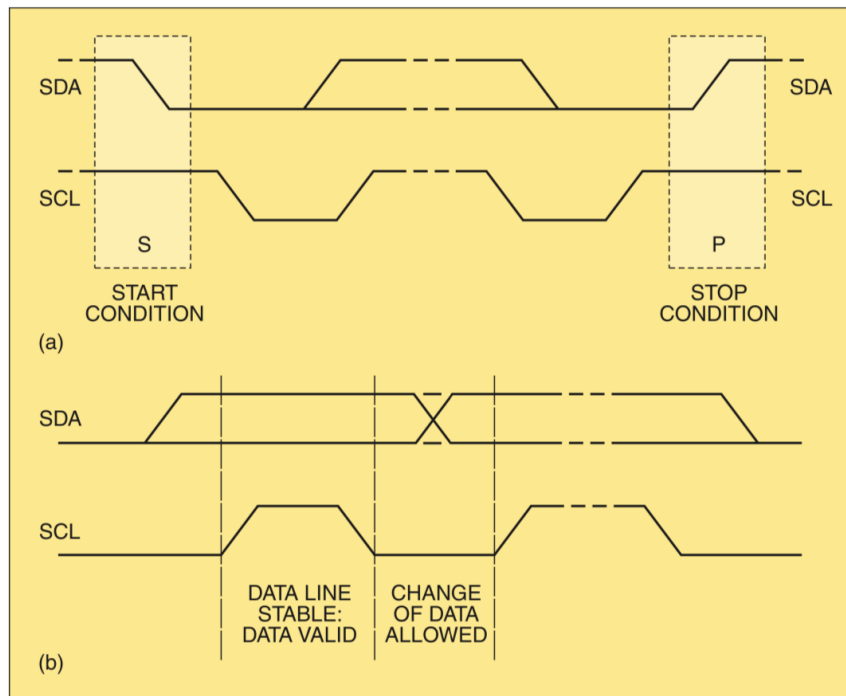 SDA
SDA
SCL
SCL
S
P
START
CONDITION
STOP
CONDITION
(a)
SDA
SCL
DATA LINE
STABLE:
DATA VALID
CHANGE
OF DATA
ALLOWED
(b)